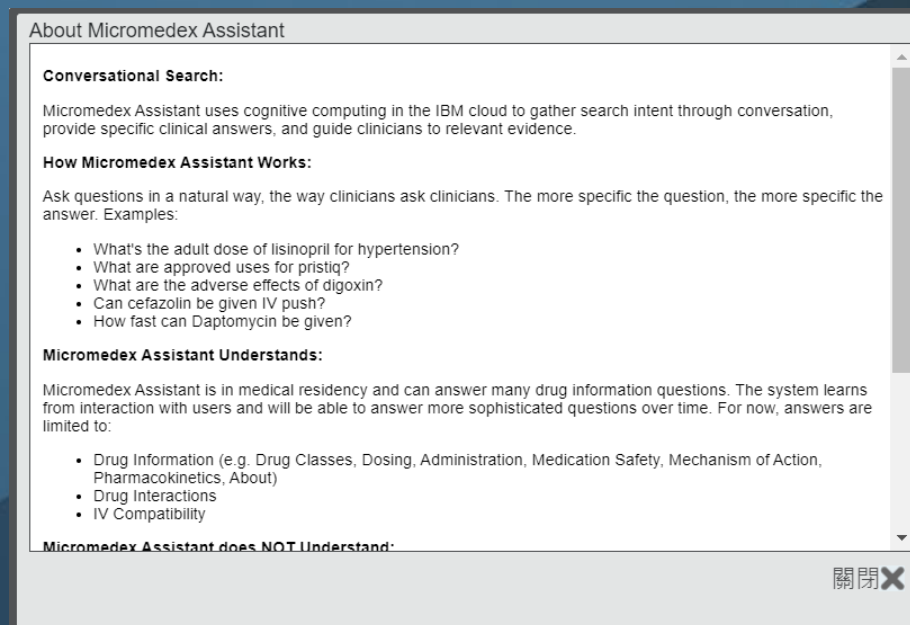 About Micromedex Assistant
Conversational Search:
Micromedex Assistant uses cognitive computing in the IBM cloud to gather search intent through conversation,
provide specific clinical answers, and guide clinicians to relevant evidence.
How Micromedex Assistant Works:
Ask questions in a natural way, the way clinicians ask clinicians. The more specific the question, the more specific the
answer. Examples:
• What's the adult dose of lisinopril for hypertension?
• What are approved uses for pristiq?
• What are the adverse effects of digoxin?
• Can cefazolin be given IV push?
• How fast can Daptomycin be given?
Micromedex Assistant Understands:
Micromedex Assistant is in medical residency and can answer many drug information questions. The system learns
from interaction with users and will be able to answer more sophisticated questions over time. For now, answers are
limited to:
• Drug Information (e.g. Drug Classes, Dosing, Administration, Medication Safety, Mechanism of Action,
Pharmacokinetics, About)
• Drug Interactions
• IV Compatibility
Micromedex Assistant does NOT Understand:
關閉